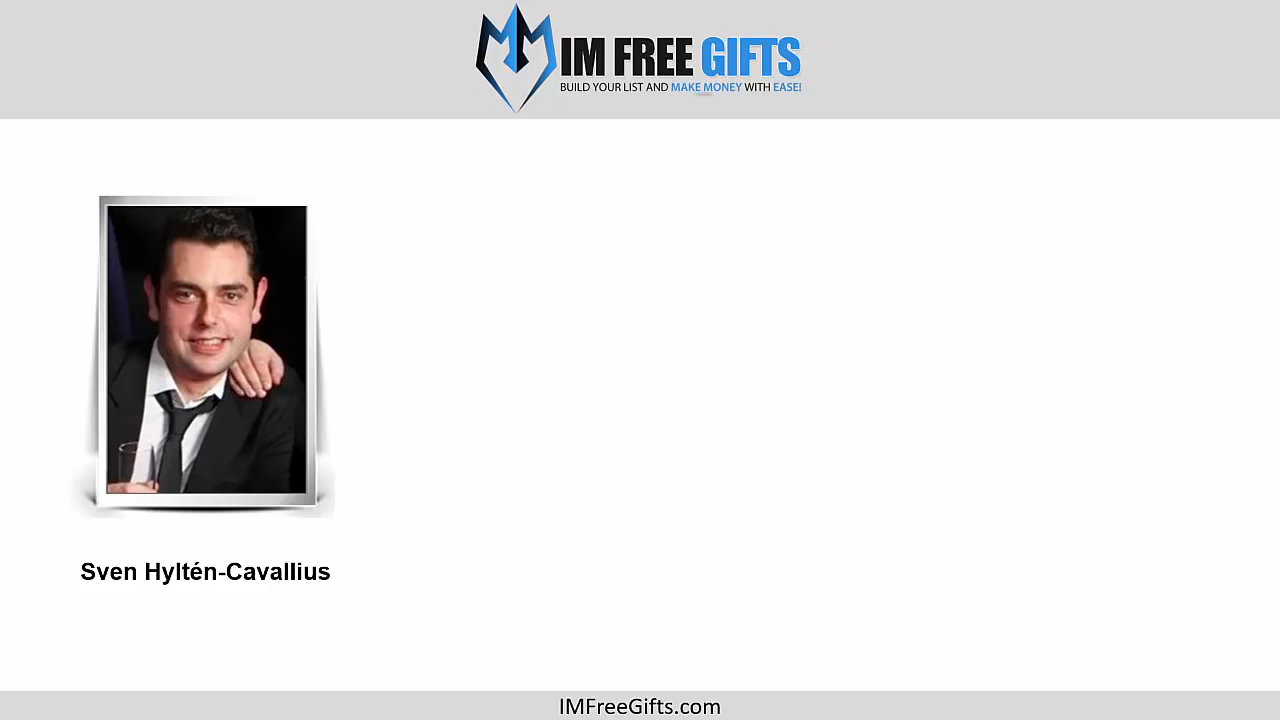 IM FREE GIFTS
BUILD YOUR LIST AND MAKE MONEY WITH EASE!
Sven Hyltén-Cavallius
IMFreeGifts.com